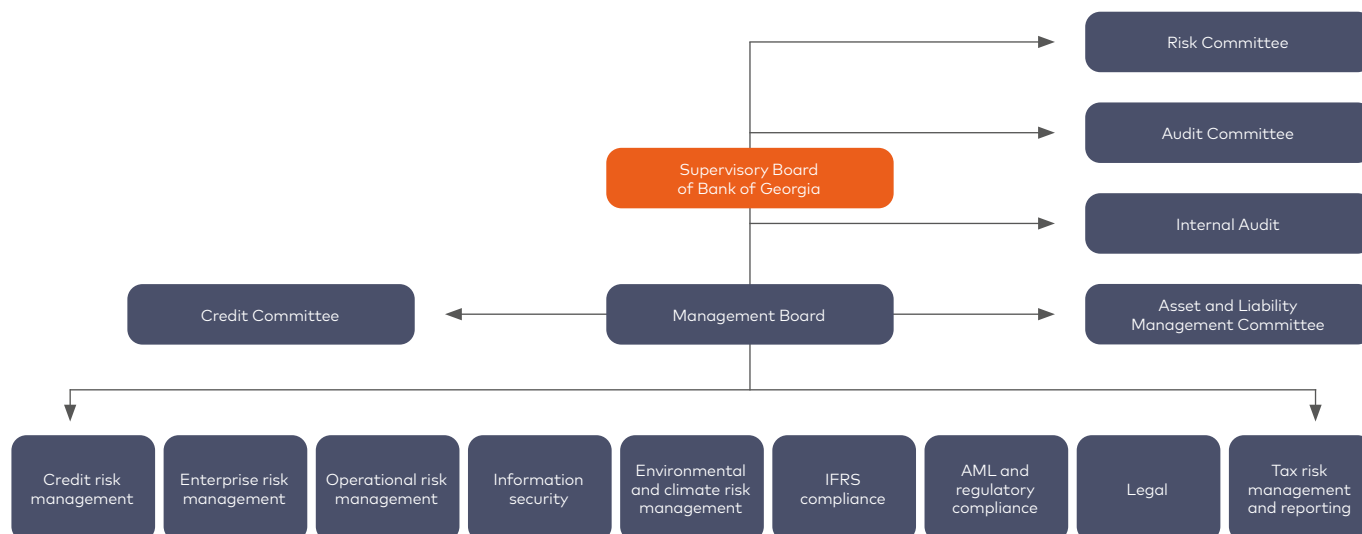 Risk Committee
Audit Committee
Supervisory Board
of Bank of Georgia
Internal Audit
Credit Committee
Management Board
Asset and Liability
Management Committee
Credit risk
management
Enterprise risk
management
Operational risk
management
Information
security
Environmental
and climate risk
management
IFRS
compliance
AML and
regulatory
compliance
Legal
Tax risk
management
and reporting